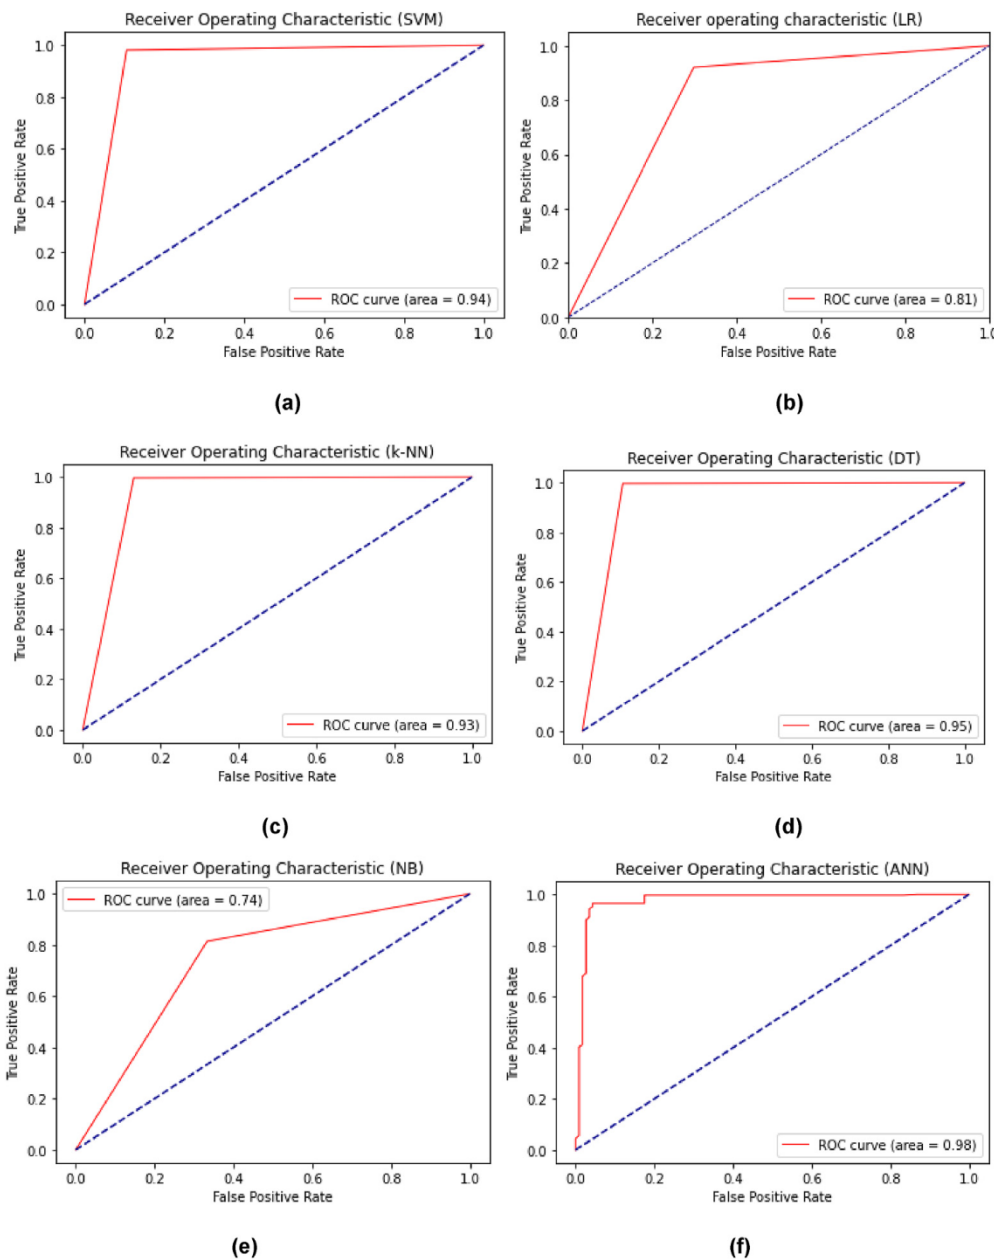 Receiver Operating Characteristic (SVM)
True Positive Rate
1.0
0.8
0.6
0.4
0.2
0.0
ROC curve (area = 0.94)
0.0 0.2 0.4 0.6 0.8 1.0
False Positive Rate
(a)
Receiver operating characteristic (LR)
True Positive Rate
1.0
0.8
0.6
0.4
0.2
0.0
ROC curve (area = 0.81)
0.0 0.2 0.4 0.6 0.8 1.0
False Positive Rate
(b)
Receiver Operating Characteristic (k-NN)
True Positive Rate
1.0
0.8
0.6
0.4
0.2
0.0
ROC curve (area = 0.93)
0.0 0.2 0.4 0.6 0.8 1.0
False Positive Rate
(c)
Receiver Operating Characteristic (DT)
True Positive Rate
1.0
0.8
0.6
0.4
0.2
0.0
ROC curve (area = 0.95)
0.0 0.2 0.4 0.6 0.8 1.0
False Positive Rate
(d)
Receiver Operating Characteristic (NB)
True Positive Rate
1.0
0.8
0.6
0.4
0.2
0.0
ROC curve (area = 0.74)
0.0 0.2 0.4 0.6 0.8 1.0
False Positive Rate
(e)
Receiver Operating Characteristic (ANN)
True Positive Rate
1.0
0.8
0.6
0.4
0.2
0.0
ROC curve (area = 0.98)
0.0 0.2 0.4 0.6 0.8 1.0
False Positive Rate
(f)